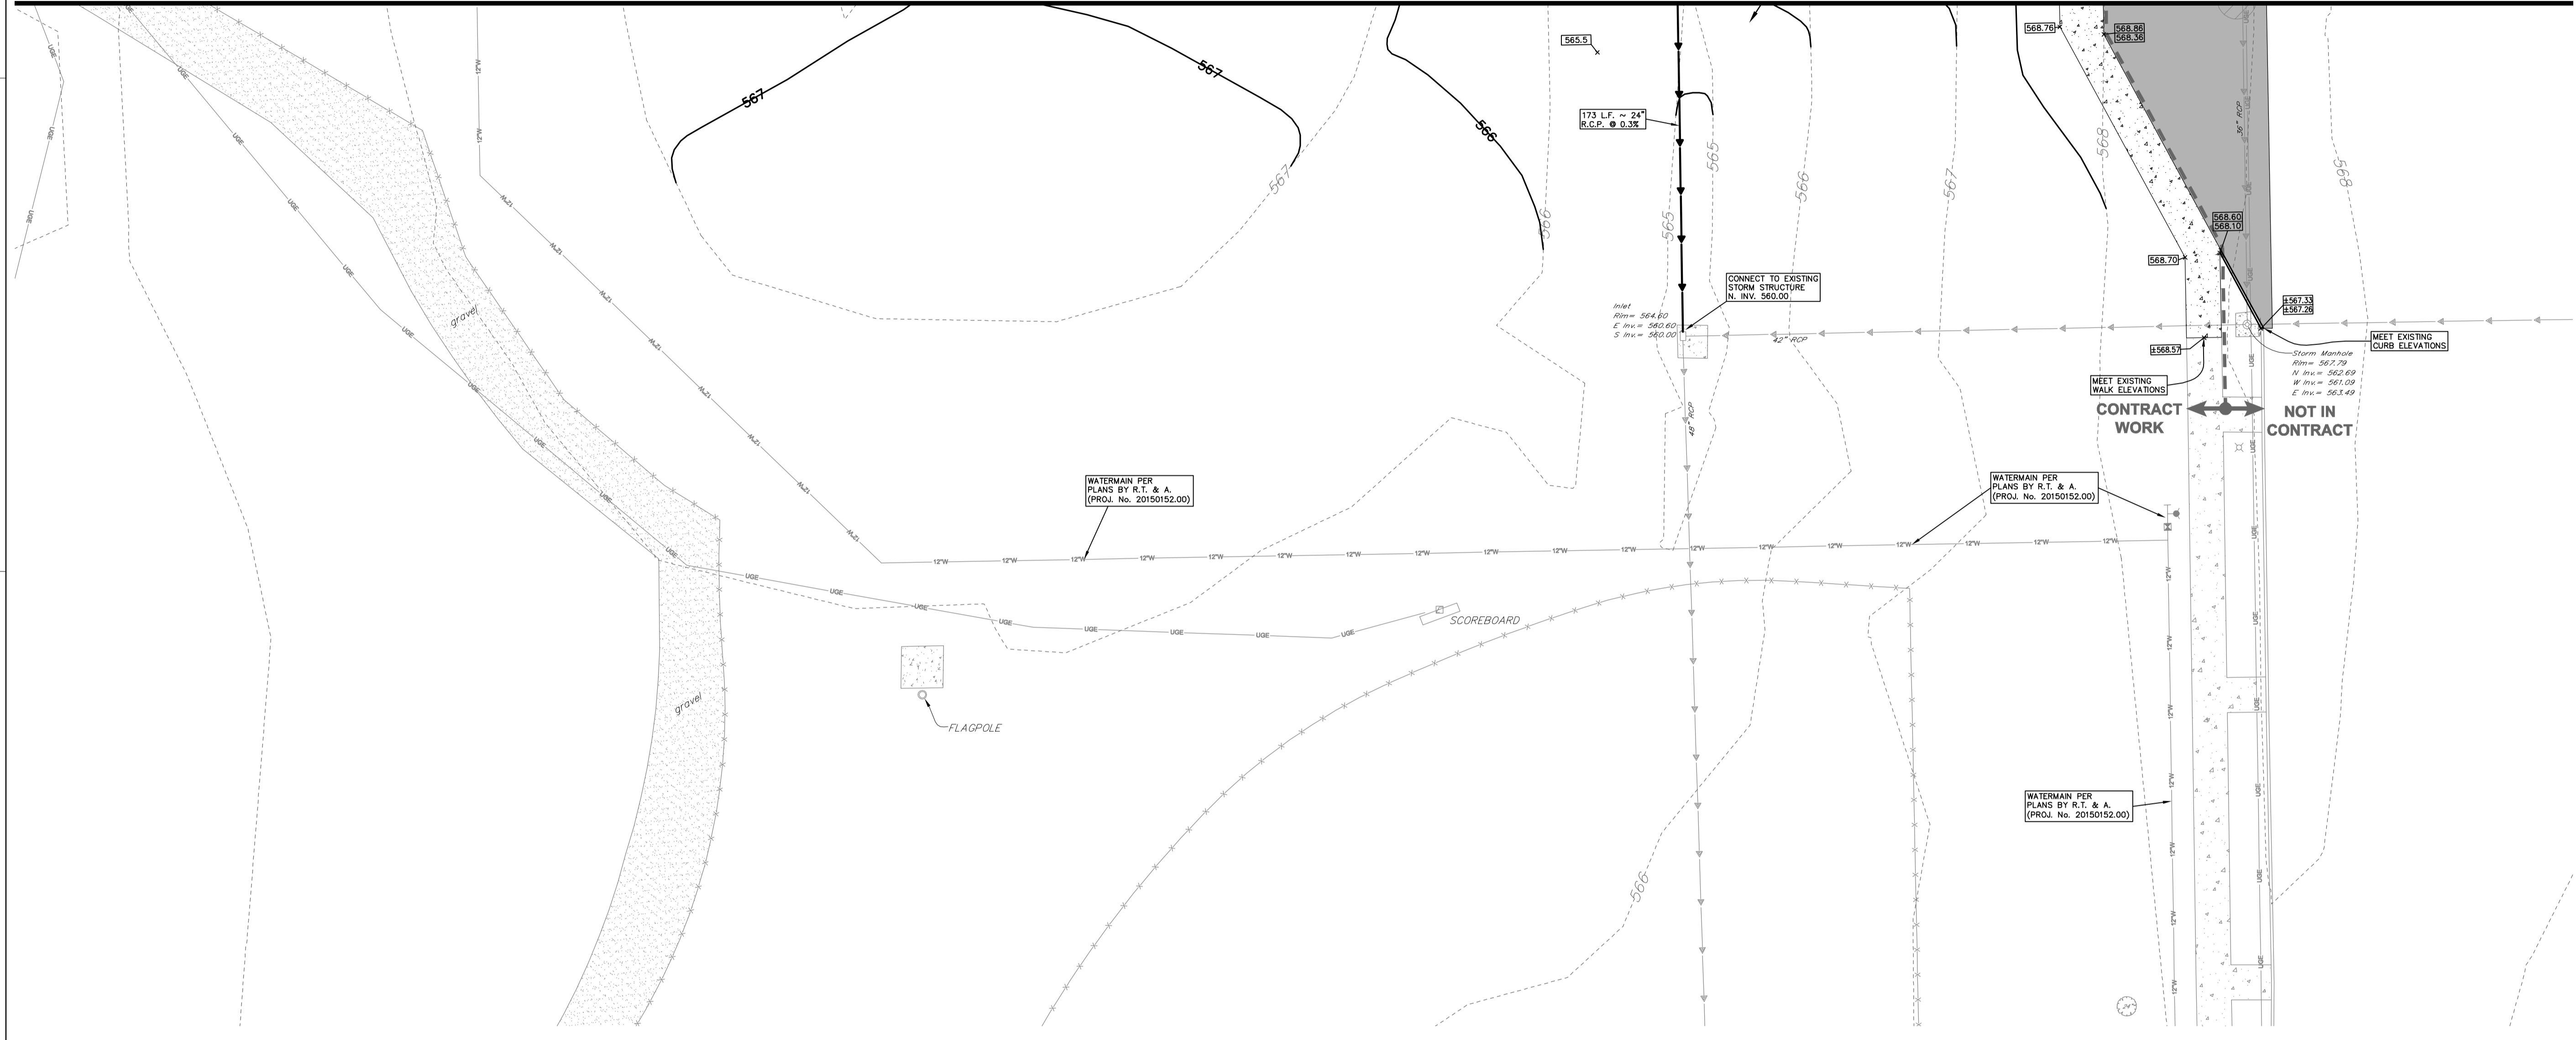 565.5
568.76
568.86
568.36
567
567
566
173 L.F. ~ 24"
R.C.P. @ 0.3%
36" RCP
565
566
567
568
568
567
566
565
568.60
568.10
568.70
CONNECT TO EXISTING
STORM STRUCTURE
N. INV. 560.00
Inlet
Rim= 564.60
E Inv.= 560.60
S Inv.= 560.00
42" RCP
±567.33
±567.26
MEET EXISTING
CURB ELEVATIONS
±568.57
Storm Manhole
Rim= 567.79
N Inv.= 562.69
W Inv.= 561.09
E Inv.= 563.49
MEET EXISTING
WALK ELEVATIONS
CONTRACT
WORK
NOT IN
CONTRACT
48" RCP
gravel
WATERMAIN PER
PLANS BY R.T. & A.
(PROJ. No. 20150152.00)
WATERMAIN PER
PLANS BY R.T. & A.
(PROJ. No. 20150152.00)
12"W
UGE
SCOREBOARD
gravel
FLAGPOLE
WATERMAIN PER
PLANS BY R.T. & A.
(PROJ. No. 20150152.00)
566
24"